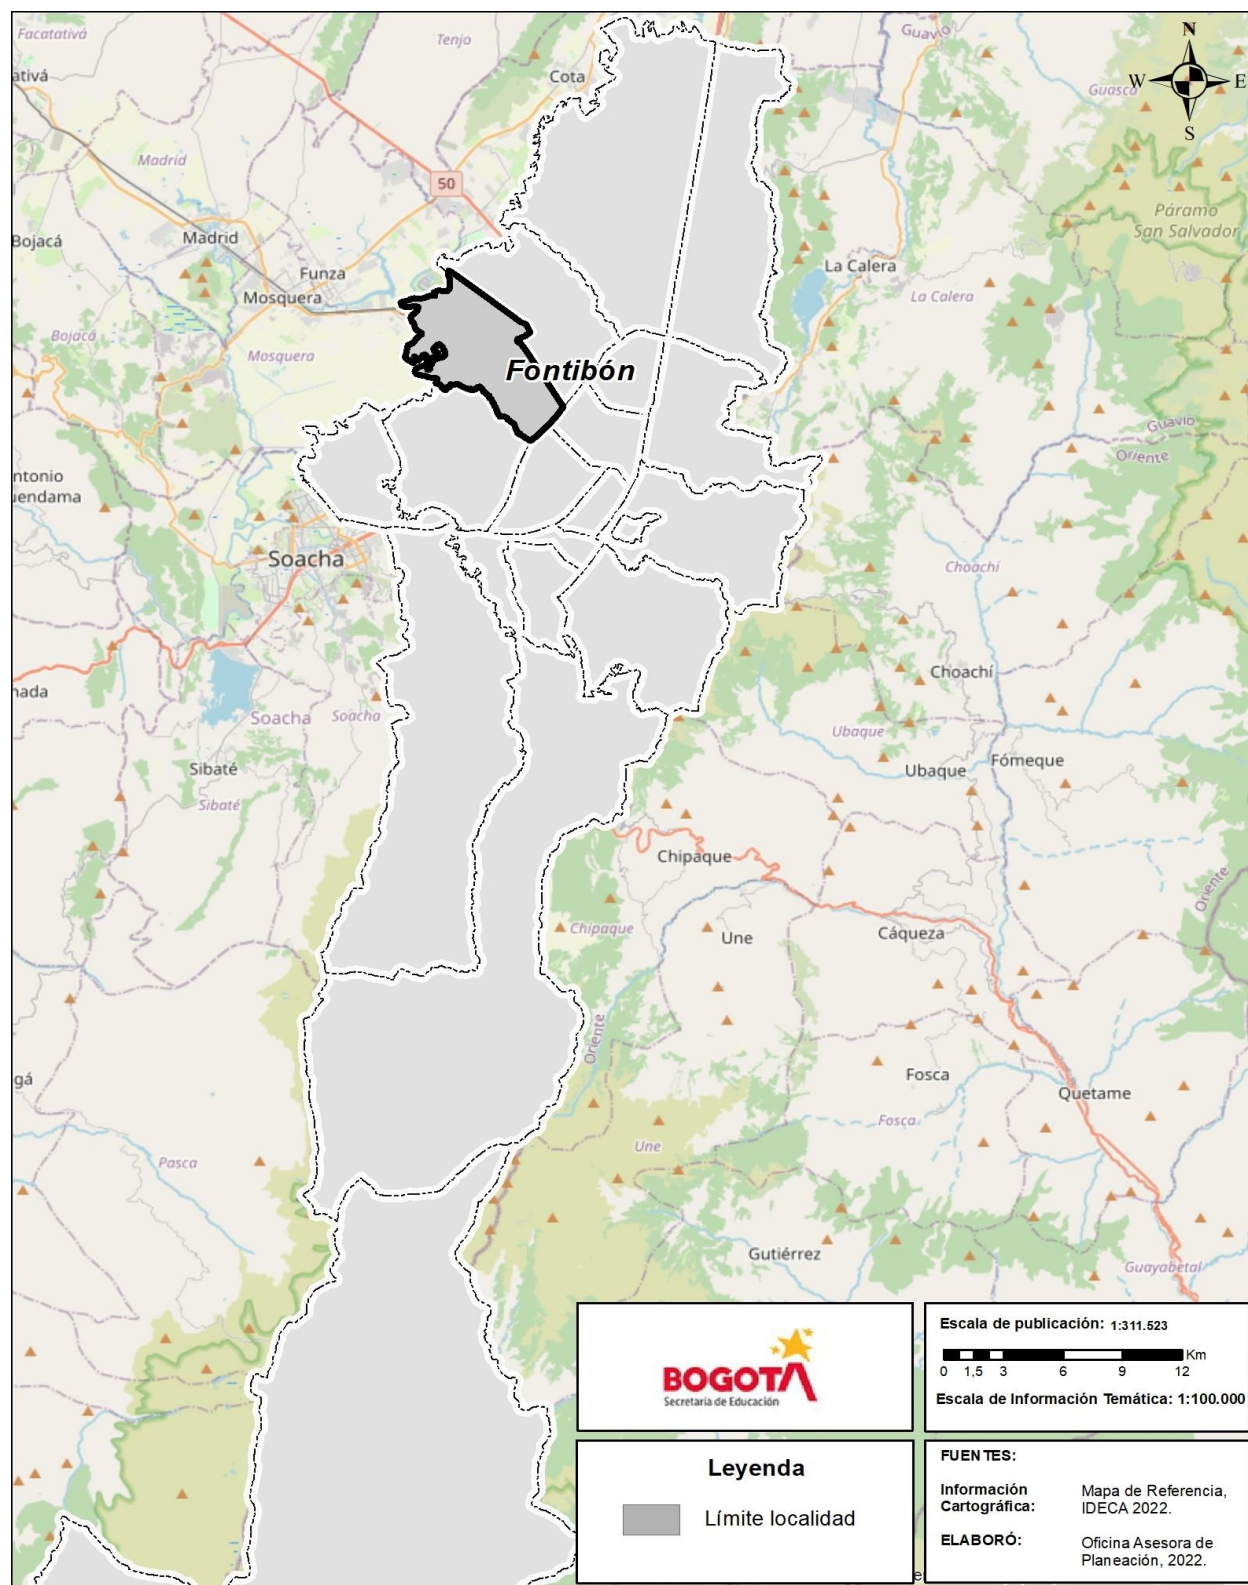 Facatativá
Tenjo
Guavio
N
W
E
S
Cota
ativá
Guasca
Madrid
50
Páramo
San Salvador
Bojacá
Madrid
Funza
Mosquera
La Calera
La Calera
Bojacá
Mosquera
Fontibón
Guavio
Oriente
ntonio
uendama
Soacha
Choachí
Choachí
nada
Soacha
Soacha
Ubaque
Sibaté
Ubaque
Fómeque
Sibaté
Chipaque
Oriente
Chipaque
Une
Cáqueza
Oriente
gá
Fosca
Quetame
Fosca
Pasca
Une
Gutiérrez
Guayabetal
BOGOTÁ
Secretaría de Educación
Escala de publicación: 1:311.523
Km
0 1,5 3 6 9 12
Escala de Información Temática: 1:100.000
Leyenda
Límite localidad
FUENTES:
Información
Cartográfica:
Mapa de Referencia,
IDECA 2022.
ELABORÓ:
Oficina Asesora de
Planeación, 2022.